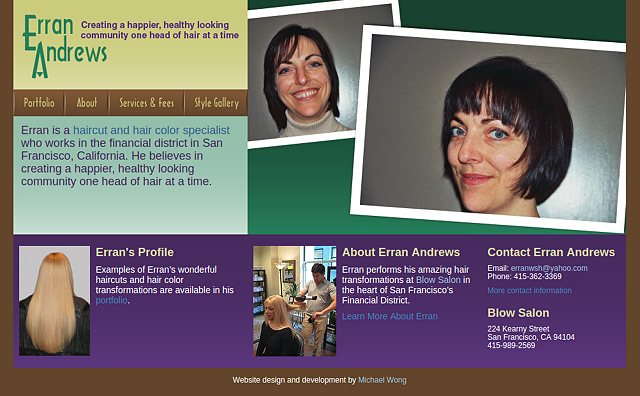 Erran
Andrews
Creating a happier, healthy looking
community one head of hair at a time
Portfolio
About
Services & Fees
Style Gallery
Erran is a haircut and hair color specialist
who works in the financial district in San
Francisco, California. He believes in
creating a happier, healthy looking
community one head of hair at a time.
Erran's Profile
Examples of Erran's wonderful
haircuts and hair color
transformations are available in his
portfolio.
About Erran Andrews
Erran performs his amazing hair
transformations at Blow Salon in
the heart of San Francisco's
Financial District.
Learn More About Erran
Contact Erran Andrews
Email: erranwsh@yahoo.com
Phone: 415-362-3369
More contact information
Blow Salon
224 Kearny Street
San Francisco, CA 94104
415-989-2569
Website design and development by Michael Wong